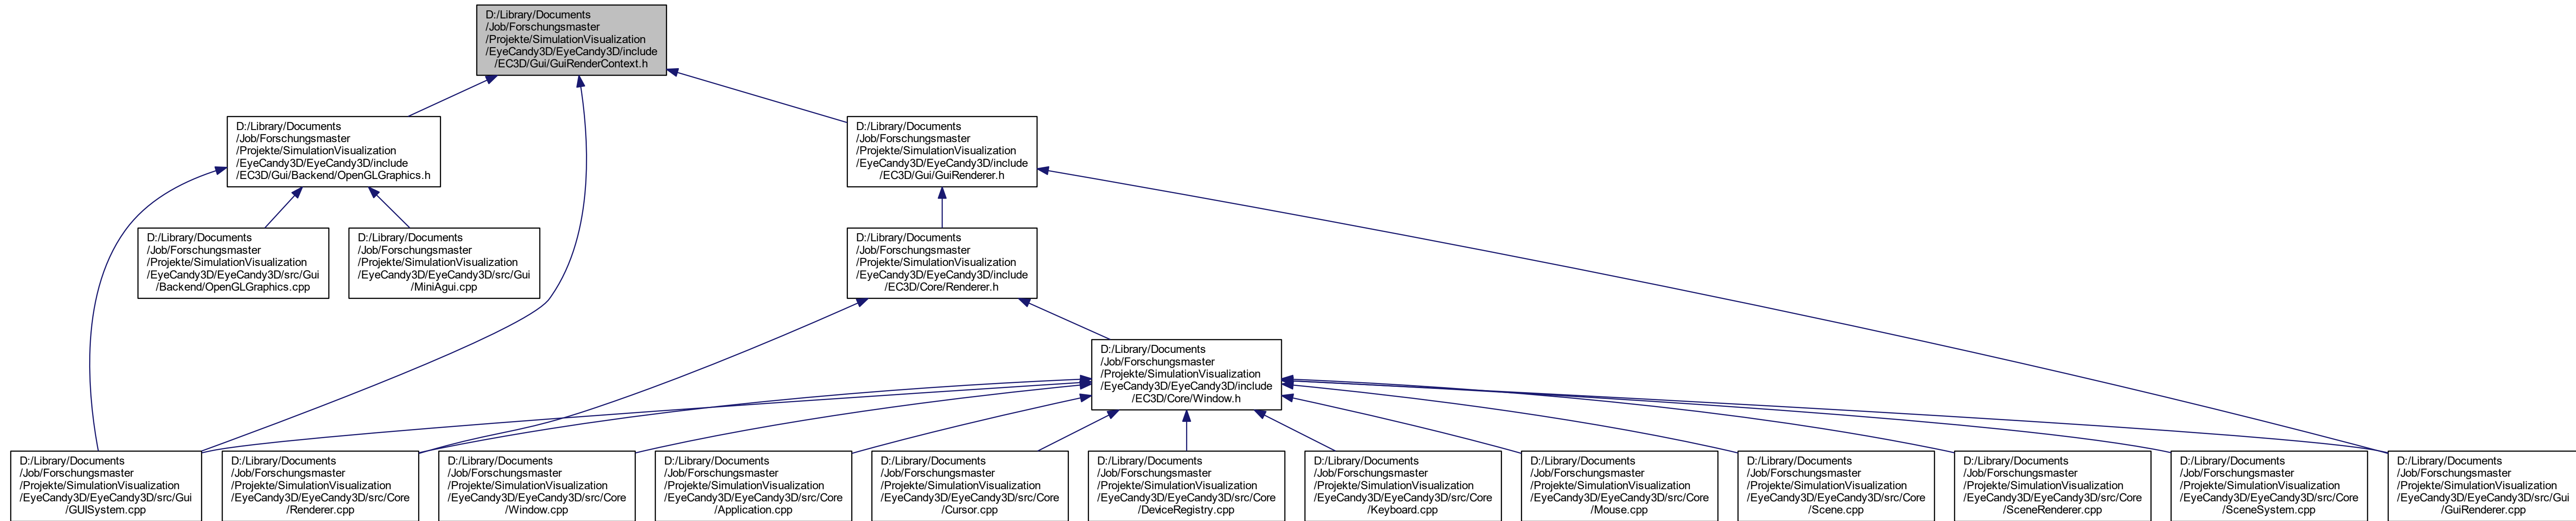 D:/Library/Documents
/Job/Forschungsmaster
/Projekte/SimulationVisualization
/EyeCandy3D/EyeCandy3D/include
/EC3D/Gui/GuiRenderContext.h
D:/Library/Documents
/Job/Forschungsmaster
/Projekte/SimulationVisualization
/EyeCandy3D/EyeCandy3D/include
/EC3D/Gui/Backend/OpenGLGraphics.h
D:/Library/Documents
/Job/Forschungsmaster
/Projekte/SimulationVisualization
/EyeCandy3D/EyeCandy3D/include
/EC3D/Gui/GuiRenderer.h
D:/Library/Documents
/Job/Forschungsmaster
/Projekte/SimulationVisualization
/EyeCandy3D/EyeCandy3D/src/Gui
/Backend/OpenGLGraphics.cpp
D:/Library/Documents
/Job/Forschungsmaster
/Projekte/SimulationVisualization
/EyeCandy3D/EyeCandy3D/src/Gui
/MiniAgui.cpp
D:/Library/Documents
/Job/Forschungsmaster
/Projekte/SimulationVisualization
/EyeCandy3D/EyeCandy3D/include
/EC3D/Core/Renderer.h
D:/Library/Documents
/Job/Forschungsmaster
/Projekte/SimulationVisualization
/EyeCandy3D/EyeCandy3D/include
/EC3D/Core/Window.h
D:/Library/Documents
/Job/Forschungsmaster
/Projekte/SimulationVisualization
/EyeCandy3D/EyeCandy3D/src/Gui
/GUISystem.cpp
D:/Library/Documents
/Job/Forschungsmaster
/Projekte/SimulationVisualization
/EyeCandy3D/EyeCandy3D/src/Core
/Renderer.cpp
D:/Library/Documents
/Job/Forschungsmaster
/Projekte/SimulationVisualization
/EyeCandy3D/EyeCandy3D/src/Core
/Window.cpp
D:/Library/Documents
/Job/Forschungsmaster
/Projekte/SimulationVisualization
/EyeCandy3D/EyeCandy3D/src/Core
/Application.cpp
D:/Library/Documents
/Job/Forschungsmaster
/Projekte/SimulationVisualization
/EyeCandy3D/EyeCandy3D/src/Core
/Cursor.cpp
D:/Library/Documents
/Job/Forschungsmaster
/Projekte/SimulationVisualization
/EyeCandy3D/EyeCandy3D/src/Core
/DeviceRegistry.cpp
D:/Library/Documents
/Job/Forschungsmaster
/Projekte/SimulationVisualization
/EyeCandy3D/EyeCandy3D/src/Core
/Keyboard.cpp
D:/Library/Documents
/Job/Forschungsmaster
/Projekte/SimulationVisualization
/EyeCandy3D/EyeCandy3D/src/Core
/Mouse.cpp
D:/Library/Documents
/Job/Forschungsmaster
/Projekte/SimulationVisualization
/EyeCandy3D/EyeCandy3D/src/Core
/Scene.cpp
D:/Library/Documents
/Job/Forschungsmaster
/Projekte/SimulationVisualization
/EyeCandy3D/EyeCandy3D/src/Core
/SceneRenderer.cpp
D:/Library/Documents
/Job/Forschungsmaster
/Projekte/SimulationVisualization
/EyeCandy3D/EyeCandy3D/src/Core
/SceneSystem.cpp
D:/Library/Documents
/Job/Forschungsmaster
/Projekte/SimulationVisualization
/EyeCandy3D/EyeCandy3D/src/Gui
/GuiRenderer.cpp